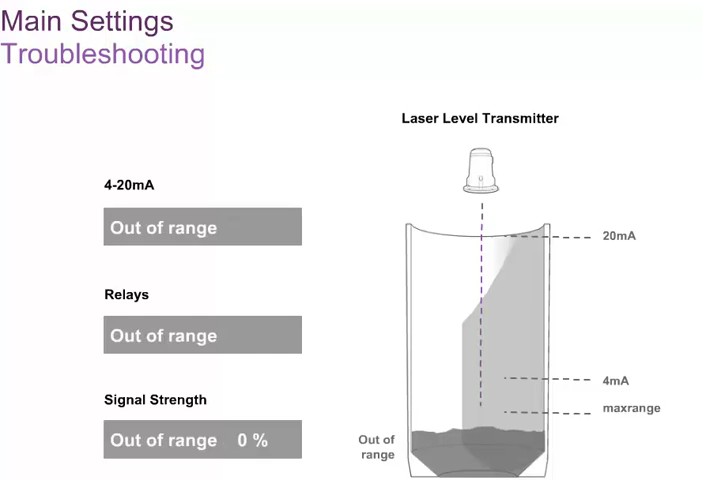 Main Settings
Troubleshooting
Laser Level Transmitter
4-20mA
Out of range
Relays
Out of range
Signal Strength
Out of range 0 %
20mA
4mA
maxrange
Out of
range